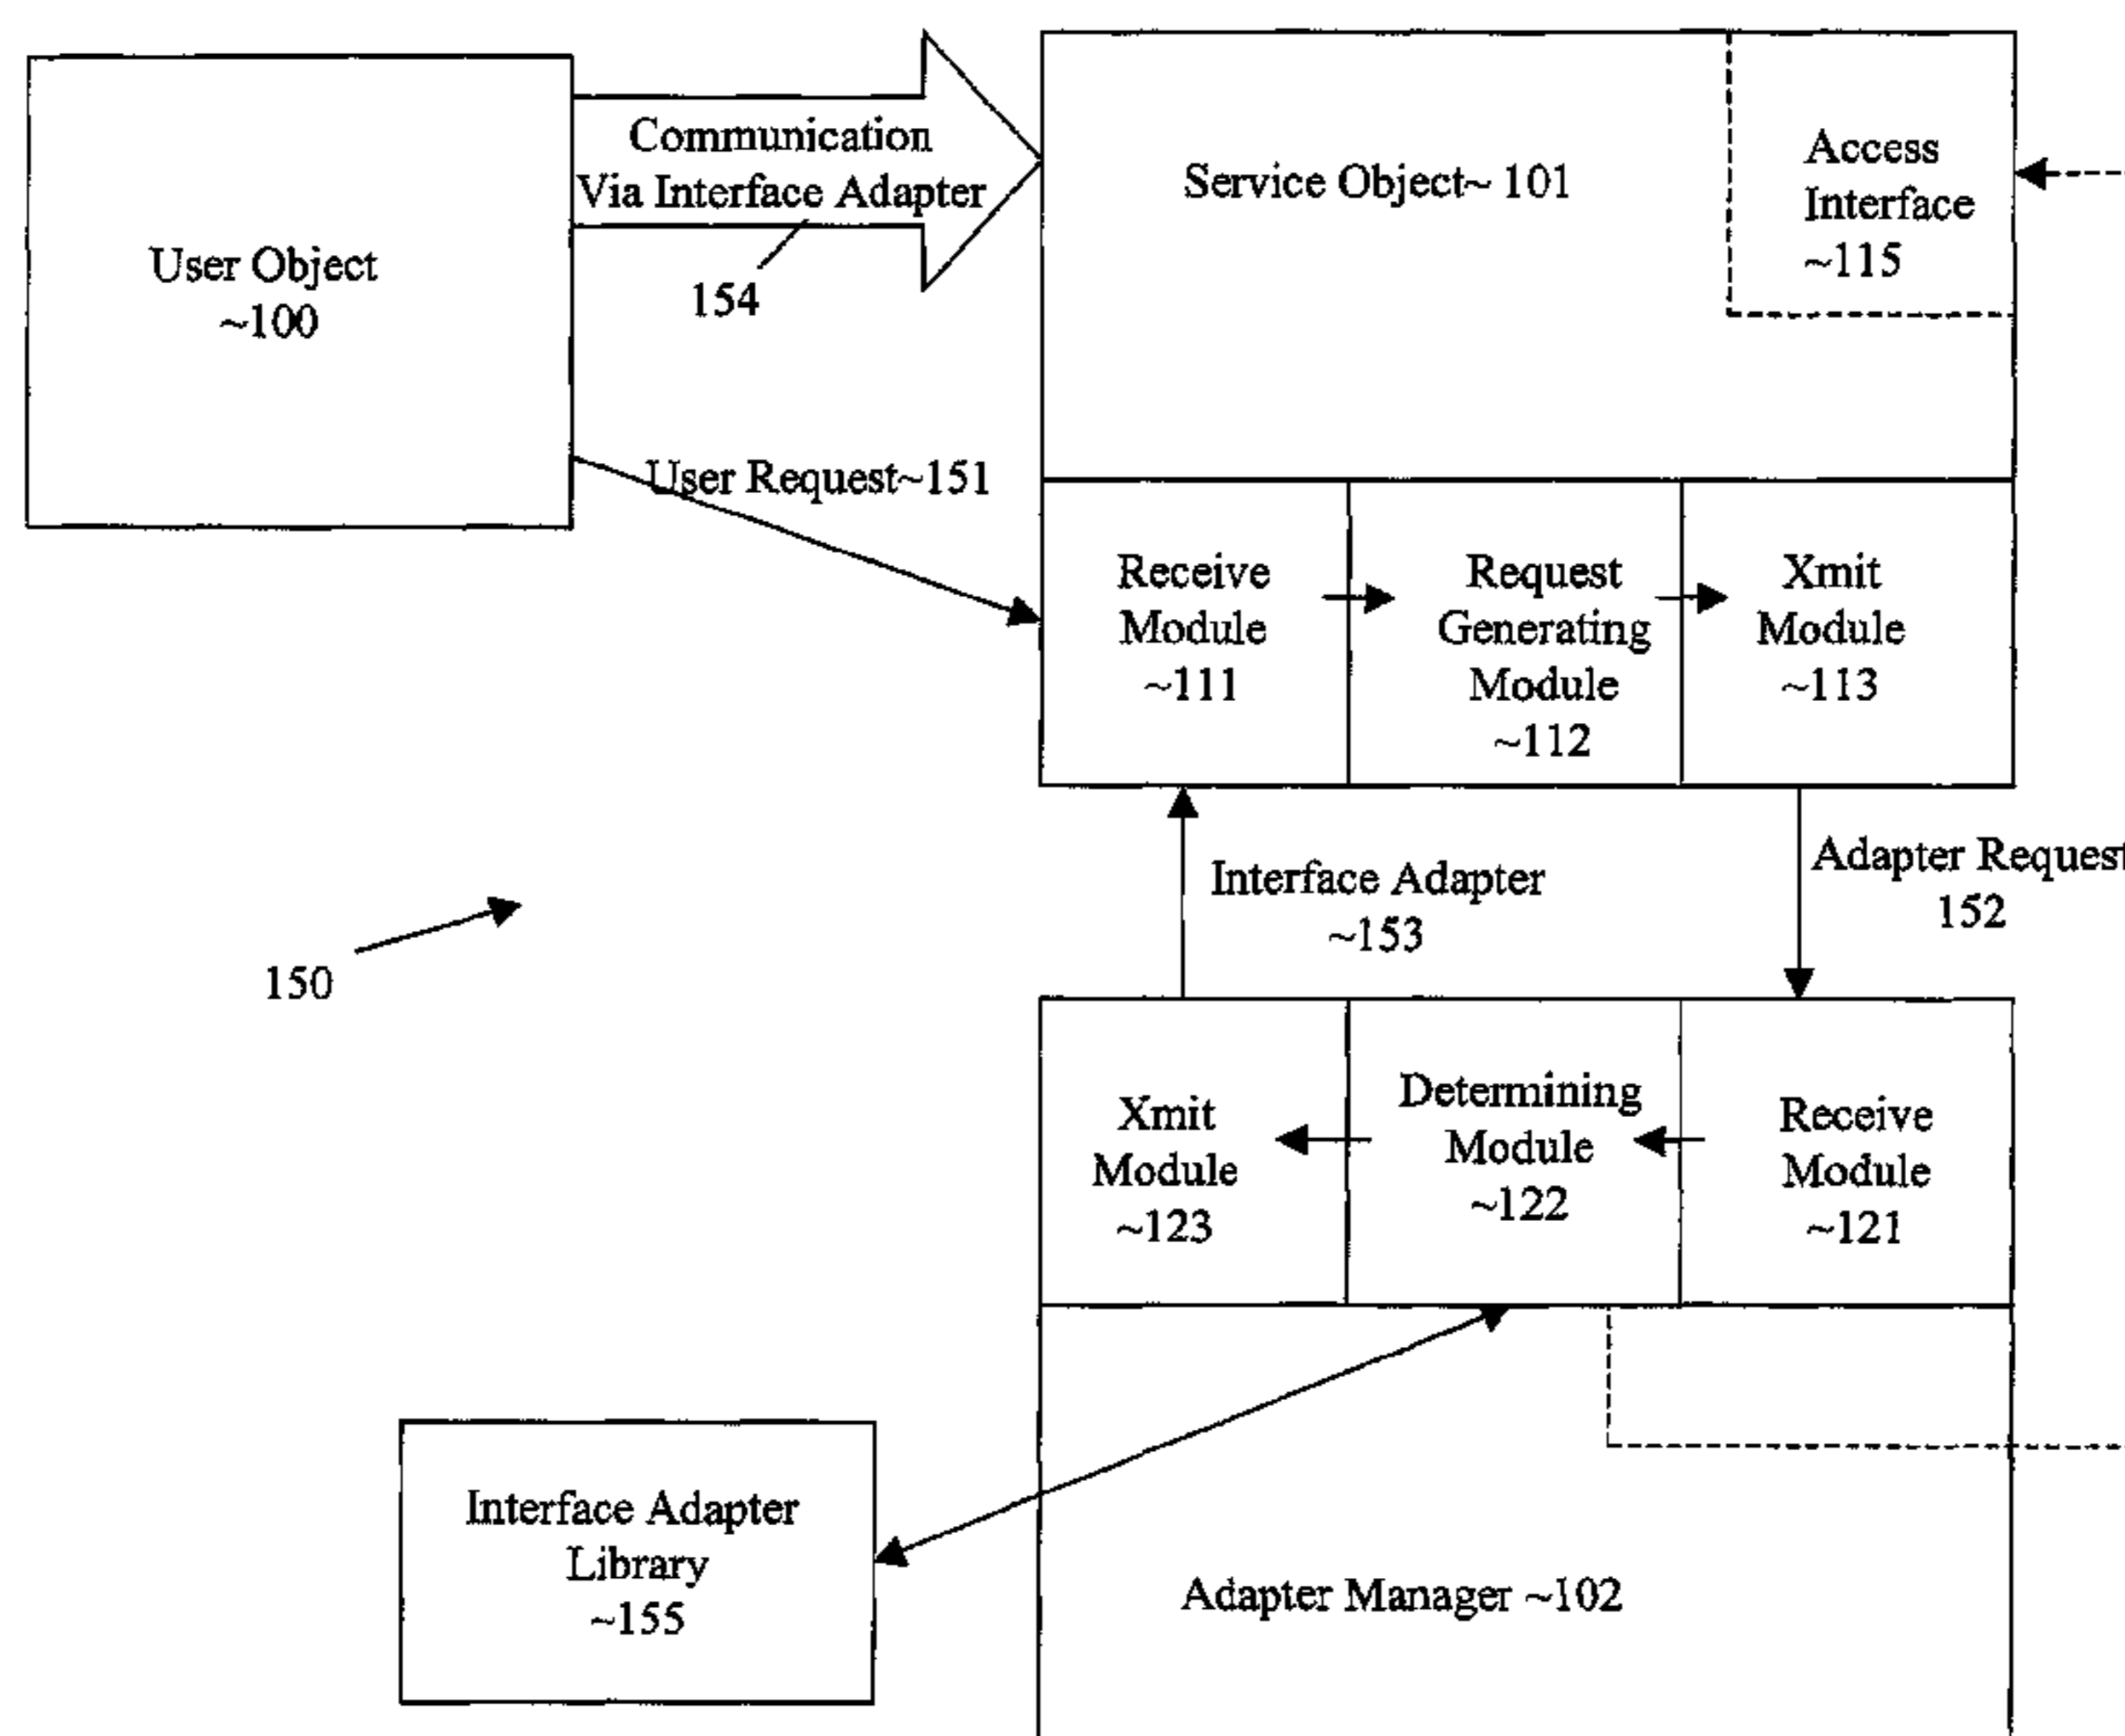 Communication
Via Interface Adapter
154
User Object
~100
Service Object~ 101
Access
Interface
~115
User Request~151
Receive
Module
~111
Request
Generating
Module
~112
Xmit
Module
~113
Interface Adapter
~153
Adapter Request
152
150
Xmit
Module
~123
Determining
Module
~122
Receive
Module
~121
Interface Adapter
Library
~155
Adapter Manager ~102